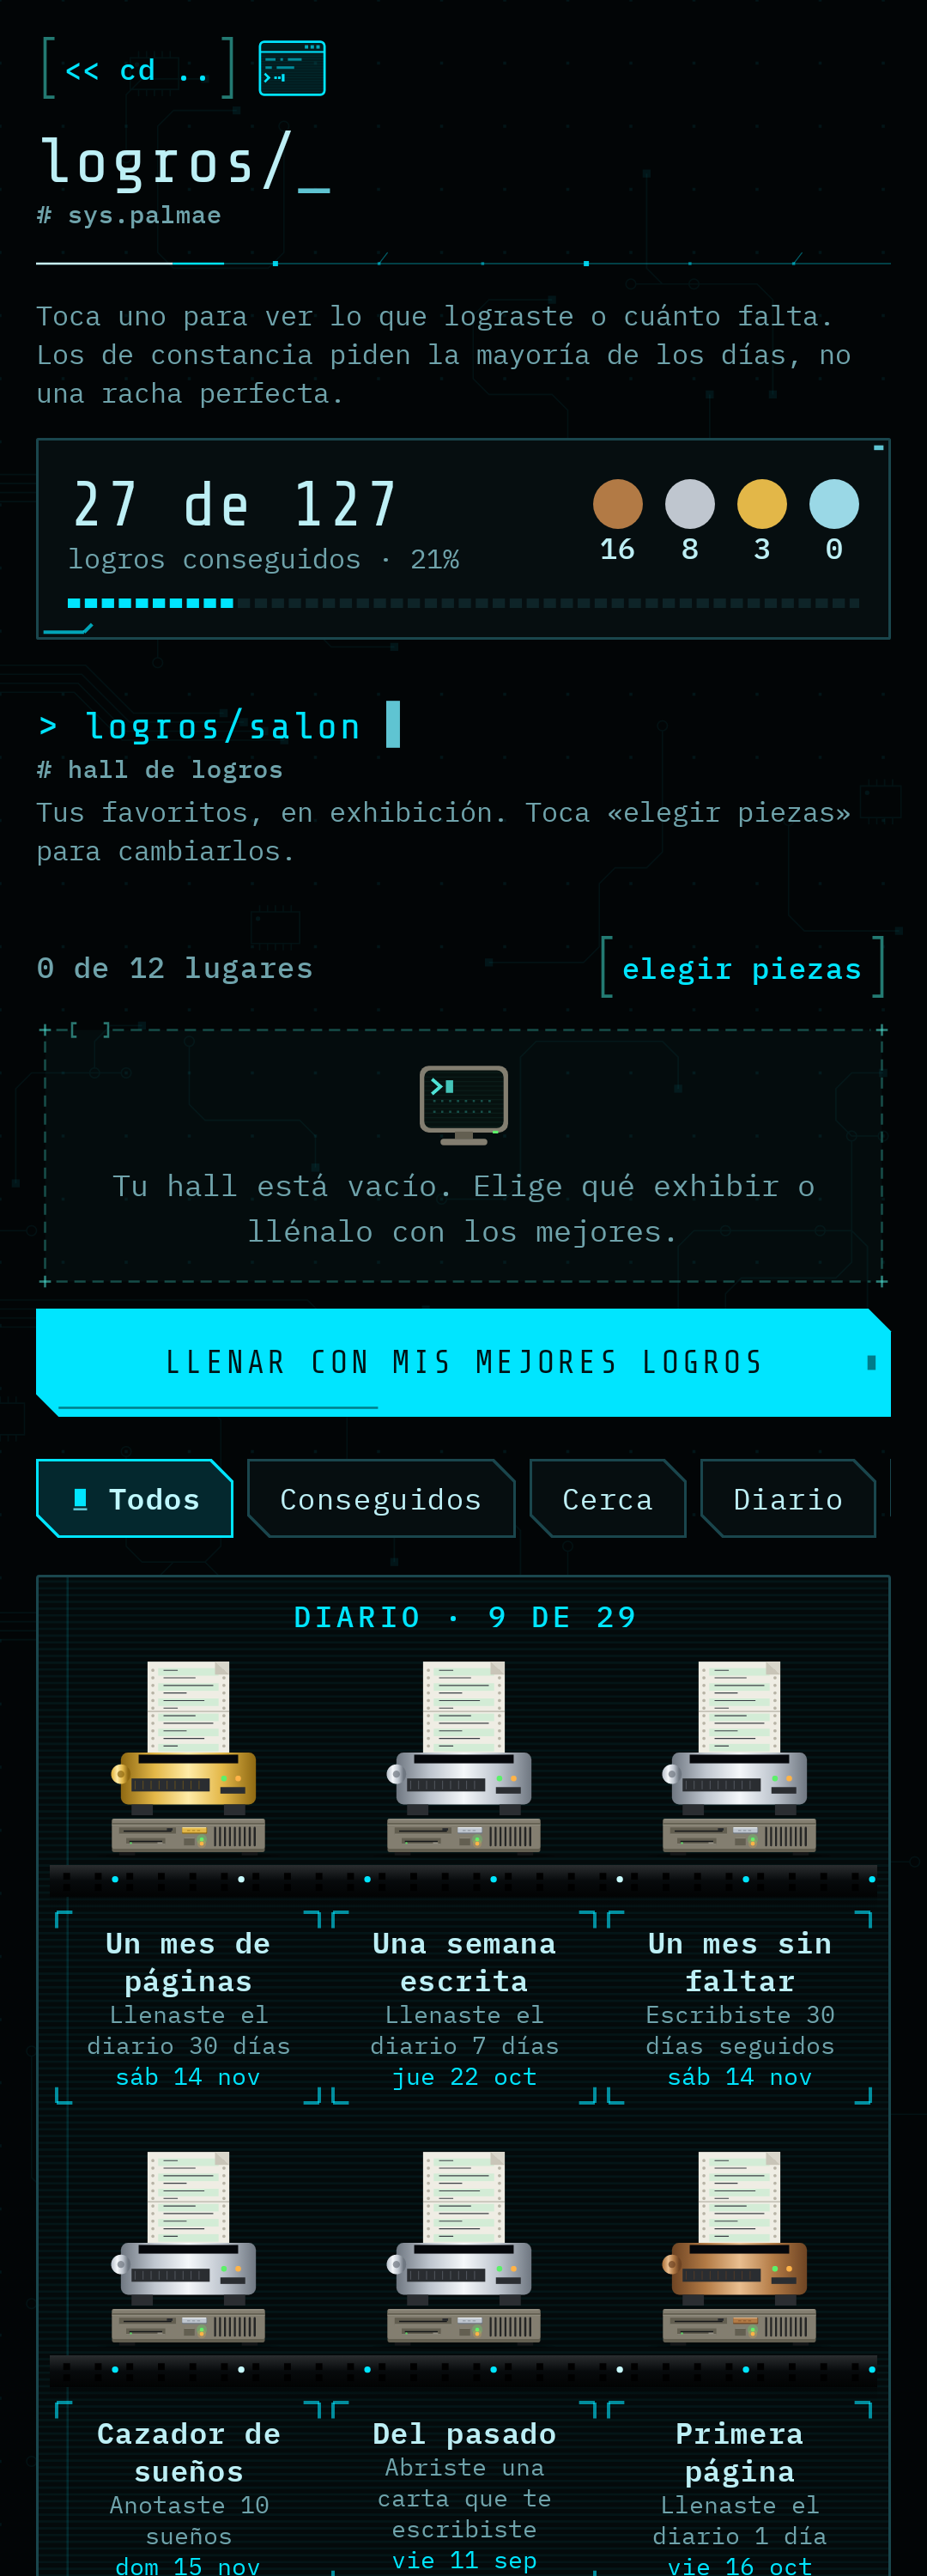 << cd ..
logros/_
# sys.palmae
Toca uno para ver lo que lograste o cuánto falta.
Los de constancia piden la mayoría de los días, no
una racha perfecta.
27 de 127
logros conseguidos · 21%
16 8 3 0
> logros/salon
# hall de logros
Tus favoritos, en exhibición. Toca «elegir piezas»
para cambiarlos.
0 de 12 lugares
elegir piezas
Tu hall está vacío. Elige qué exhibir o
llénalo con los mejores.
LLENAR CON MIS MEJORES LOGROS
Todos
Conseguidos
Cerca
Diario
DIARIO · 9 DE 29
Un mes de
páginas
Llenaste el
diario 30 días
sáb 14 nov
Una semana
escrita
Llenaste el
diario 7 días
jue 22 oct
Un mes sin
faltar
Escribiste 30
días seguidos
sáb 14 nov
Cazador de
sueños
Anotaste 10
sueños
dom 15 nov
Del pasado
Abriste una
carta que te
escribiste
vie 11 sep
Primera
página
Llenaste el
diario 1 día
vie 16 oct